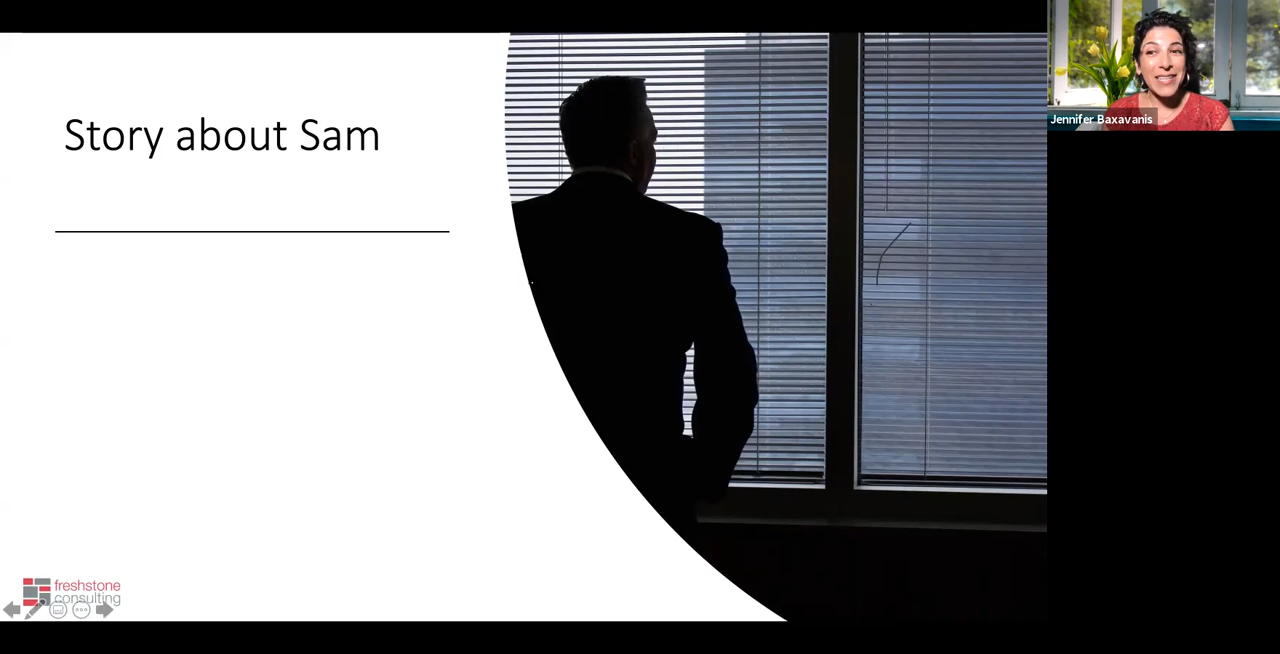 Story about Sam
Jennifer Baxavanis
freshstone
consulting